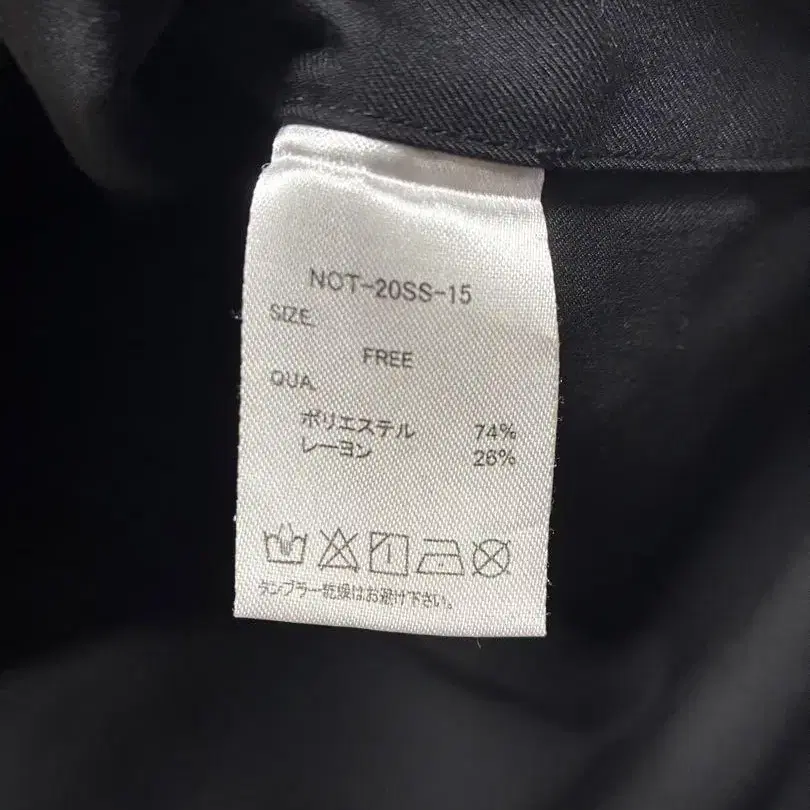 NOT-20SS-15
SIZE.
FREE
QUA.
ポリエステル 74%
レーヨン 26%
タンブラー乾燥はお避け下さい。